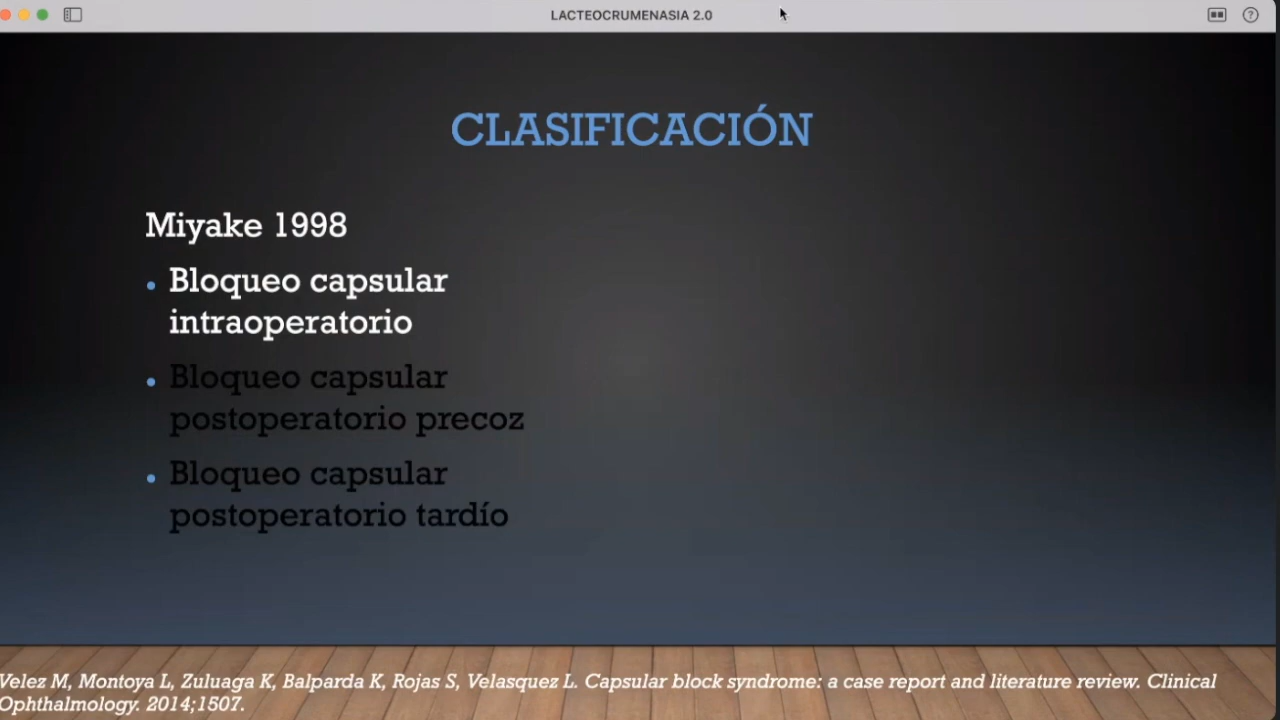 LACTEOCRUMENASIA 2.0
CLASIFICACIÓN
Miyake 1998
Bloqueo capsular
intraoperatorio
Bloqueo capsular
postoperatorio precoz
Bloqueo capsular
postoperatorio tardío
Velez M, Montoya L, Zuluaga K, Balparda K, Rojas S, Velasquez L. Capsular block syndrome: a case report and literature review. Clinical
Ophthalmology. 2014;1507.